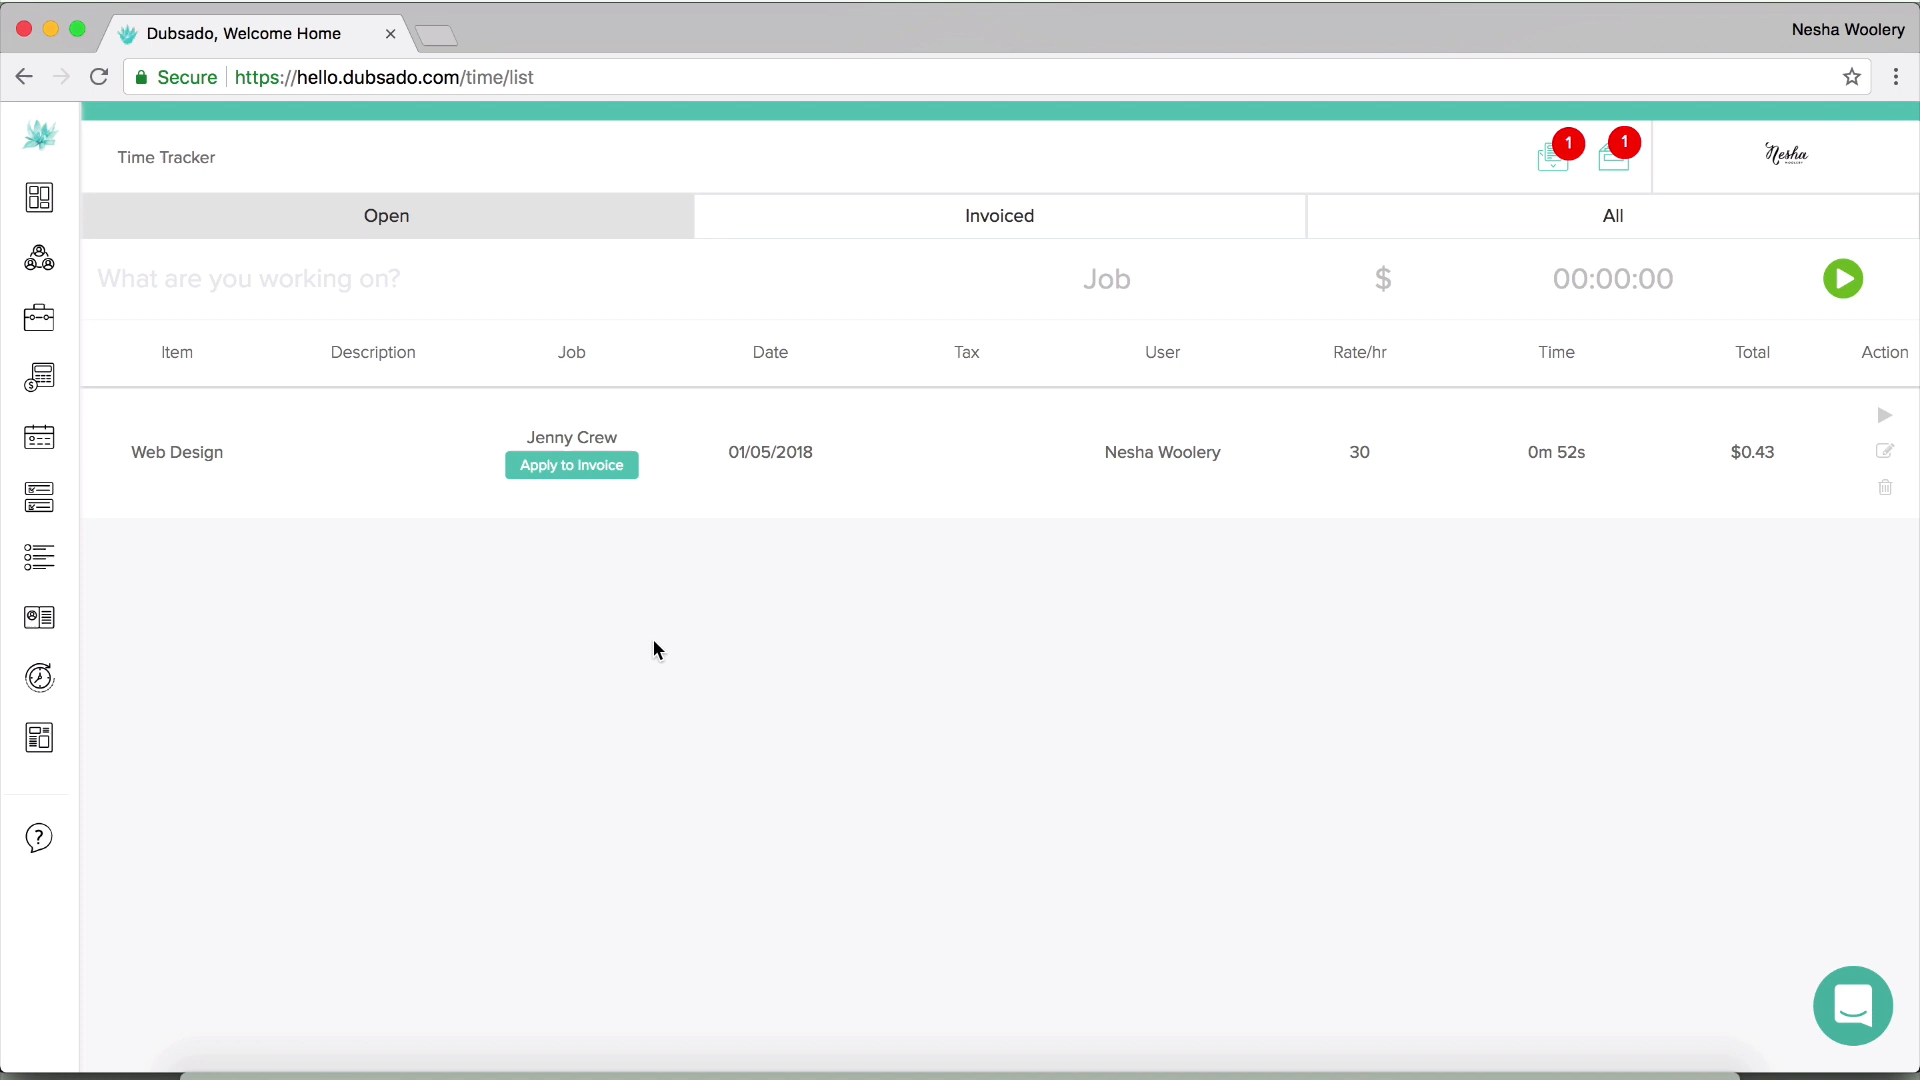 Dubsado, Welcome Home
Nesha Woolery
Secure https://hello.dubsado.com/time/list
Time Tracker
1
1
Nesha
WOOLERY
Open Invoiced All
What are you working on? Job $ 00:00:00
Item Description Job Date Tax User Rate/hr Time Total Action
Web Design Jenny Crew 01/05/2018 Nesha Woolery 30 0m 52s $0.43
Apply to Invoice